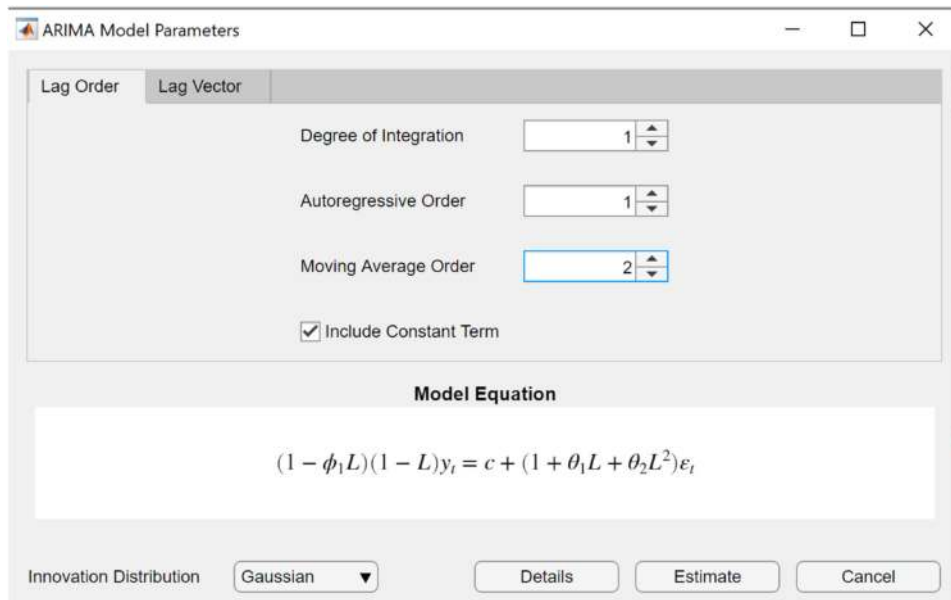 ARIMA Model Parameters
Lag Order Lag Vector
Degree of Integration 1
Autoregressive Order 1
Moving Average Order 2
Include Constant Term
Model Equation
(1 − ϕ₁L)(1 − L)yₜ = c + (1 + θ₁L + θ₂L²)εₜ
Innovation Distribution Gaussian Details Estimate Cancel